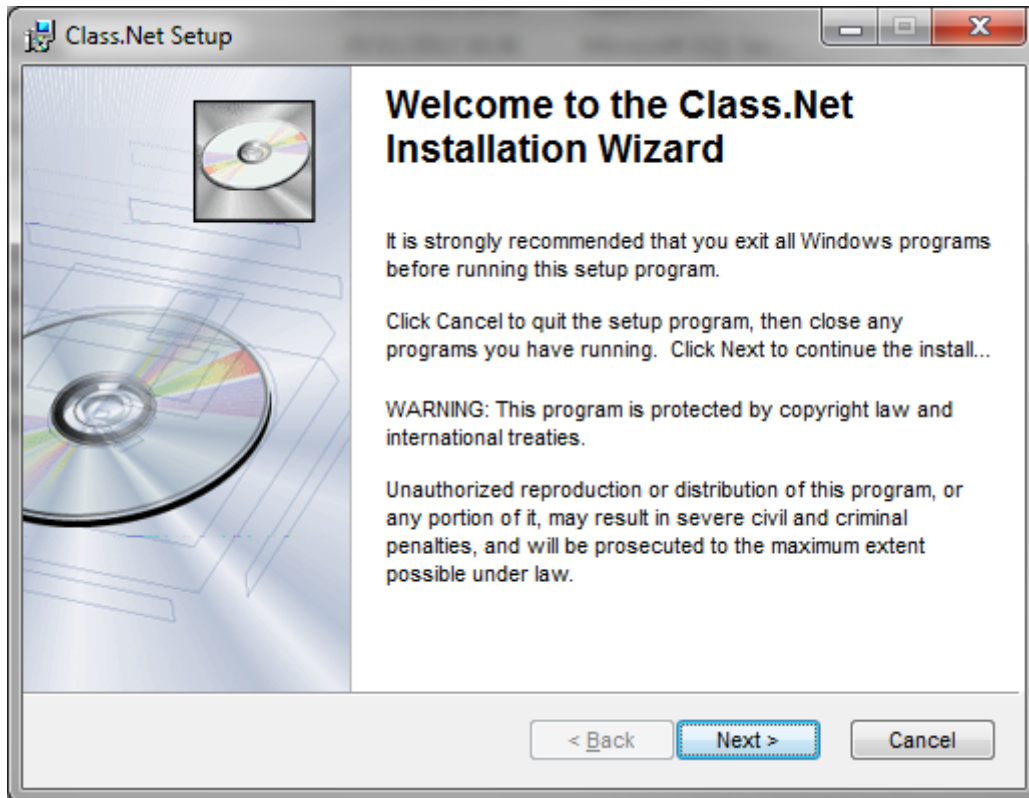 Class.Net Setup
Welcome to the Class.Net
Installation Wizard
It is strongly recommended that you exit all Windows programs
before running this setup program.
Click Cancel to quit the setup program, then close any
programs you have running.  Click Next to continue the install...
WARNING: This program is protected by copyright law and
international treaties.
Unauthorized reproduction or distribution of this program, or
any portion of it, may result in severe civil and criminal
penalties, and will be prosecuted to the maximum extent
possible under law.
< Back Next > Cancel